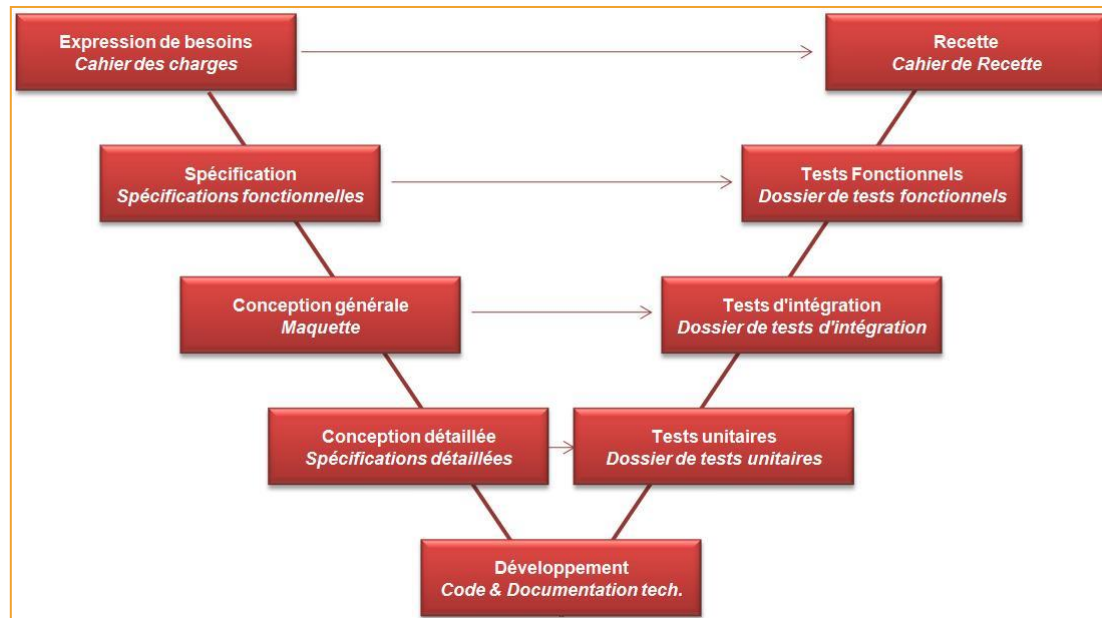 Expression de besoins
Cahier des charges
Recette
Cahier de Recette
Spécification
Spécifications fonctionnelles
Tests Fonctionnels
Dossier de tests fonctionnels
Conception générale
Maquette
Tests d'intégration
Dossier de tests d'intégration
Conception détaillée
Spécifications détaillées
Tests unitaires
Dossier de tests unitaires
Développement
Code & Documentation tech.